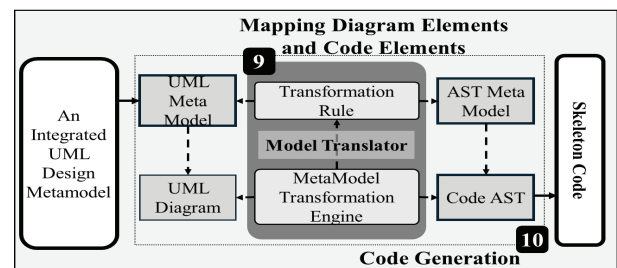 Mapping Diagram Elements
and Code Elements
9
An
Integrated
UML
Design
Metamodel
UML
Meta
Model
Transformation
Rule
AST Meta
Model
Model Translator
UML
Diagram
MetaModel
Transformation
Engine
Code AST
Skeleton Code
10
Code Generation